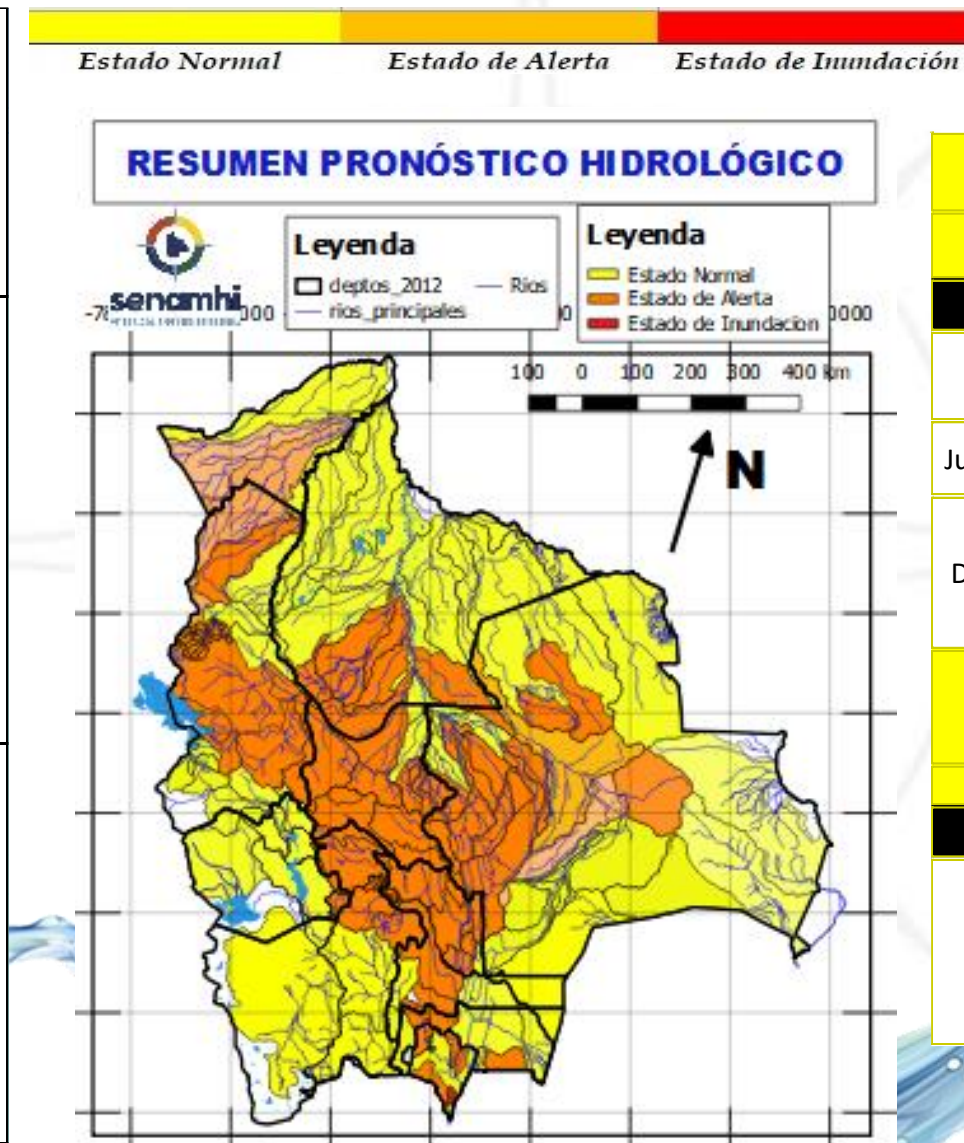 Estado Normal Estado de Alerta Estado de Inundación
RESUMEN PRONÓSTICO HIDROLÓGICO
senamhi
Leyenda
deptos_2012 Rios
rios_principales
Leyenda
Estado Normal
Estado de Alerta
Estado de Inundacion
100 0 100 200 300 400 km
N
Ju
D